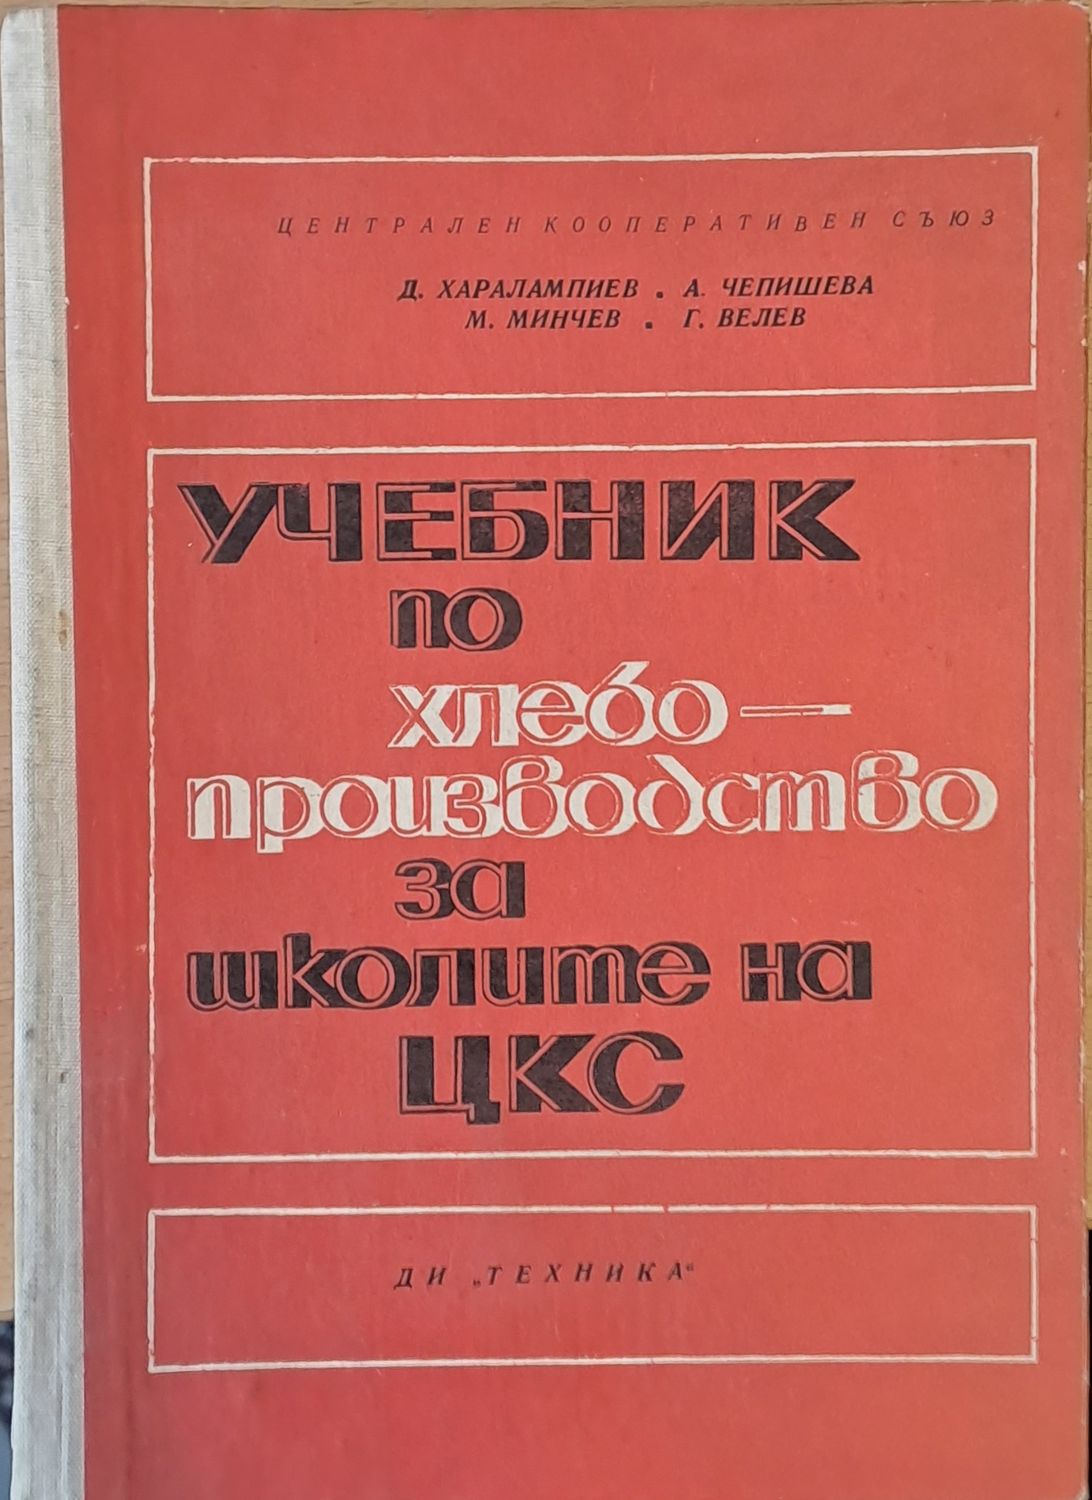 ЦЕНТРАЛЕН КООПЕРАТИВЕН СЪЮЗ
Д. ХАРАЛАМПИЕВ . А. ЧЕПИШЕВА
М. МИНЧЕВ . Г. ВЕЛЕВ
УЧЕБНИК
по
хлебо—
производство
за
школите на
ЦКС
ДИ „ТЕХНИКА“